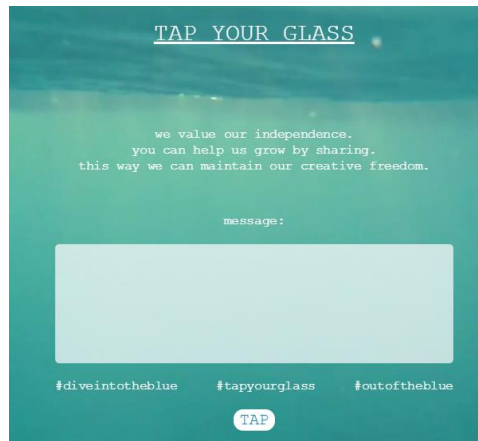 TAP YOUR GLASS
we value our independence.
you can help us grow by sharing.
this way we can maintain our creative freedom.
message:
#diveintotheblue #tapyourglass #outoftheblue
TAP